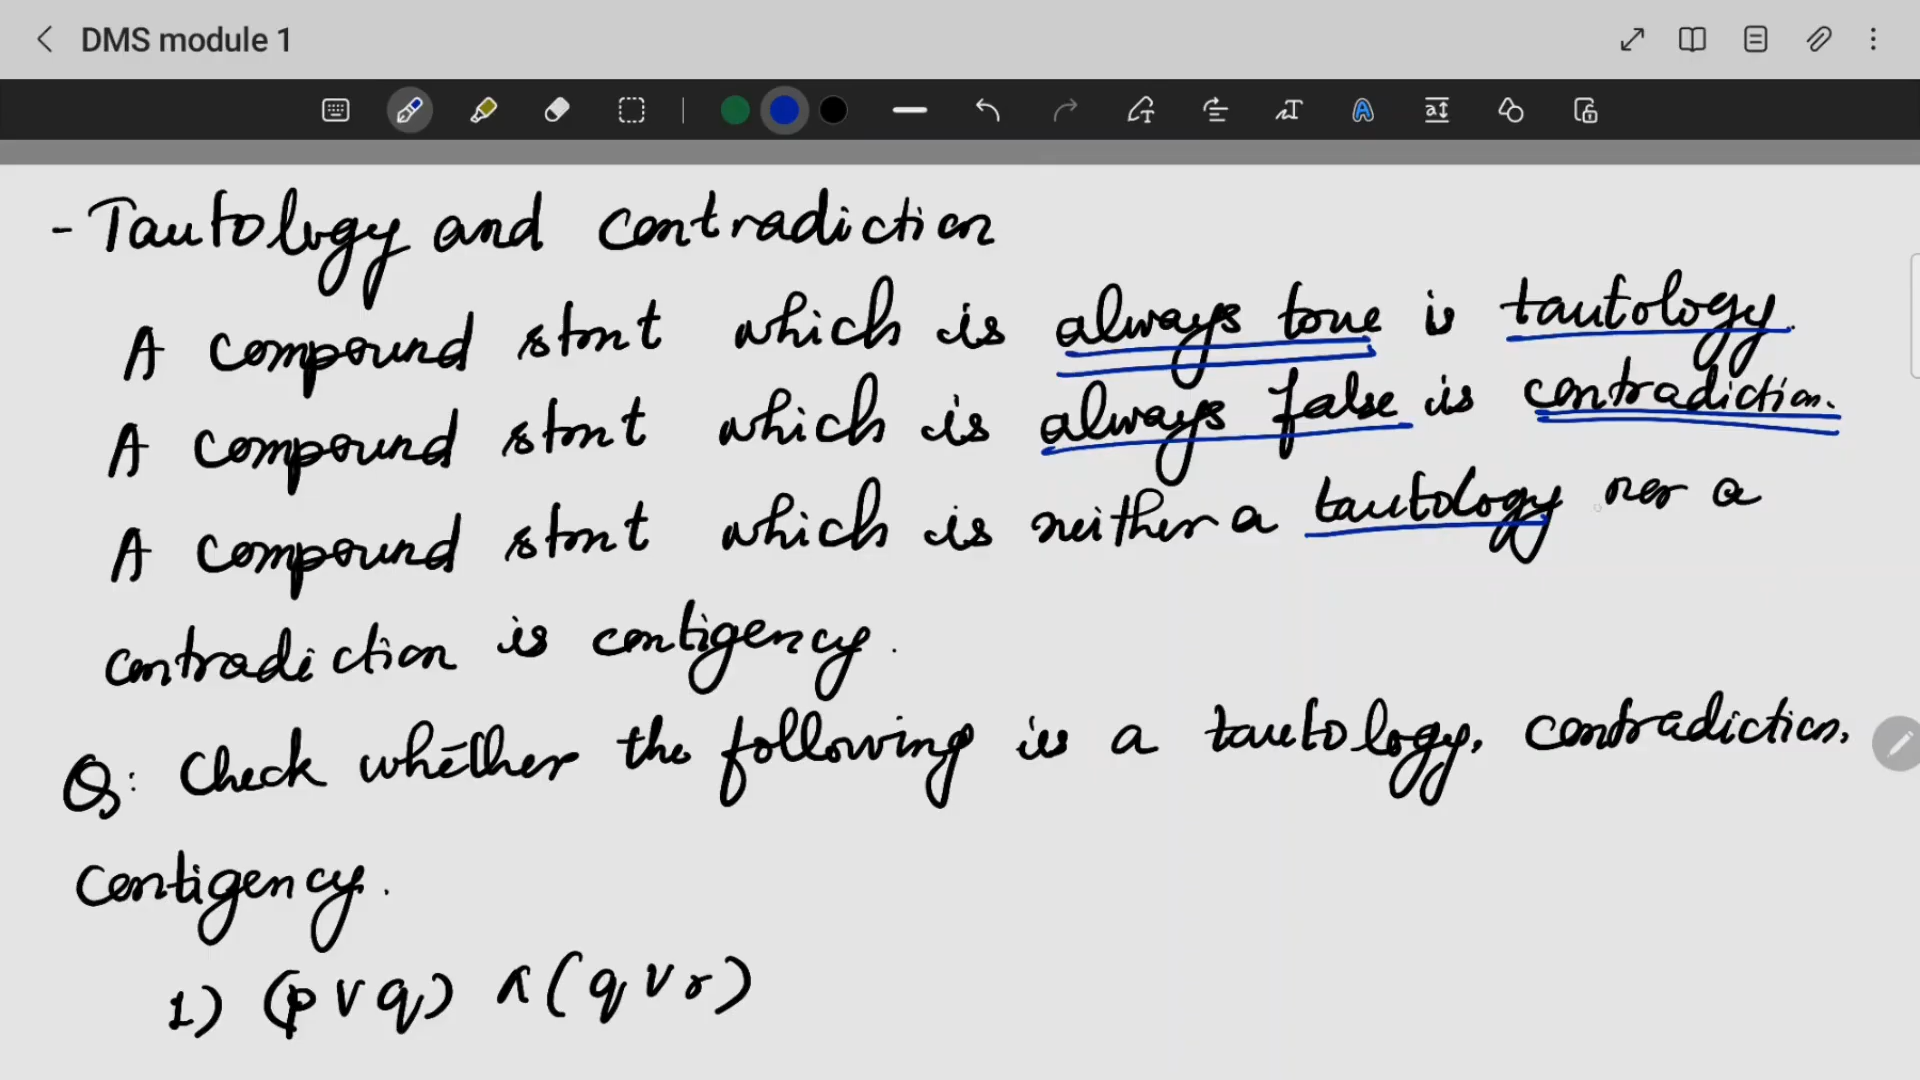 DMS module 1
- Tautology and contradiction
A compound stmt which is always true is tautology.
A compound stmt which is always false is contradiction.
A compound stmt which is neither a tautology nor a
contradiction is contigency.
Q: Check whether the following is a tautology, contradiction,
Contigency.
1) (p ∨ q) ∧ (q ∨ r)